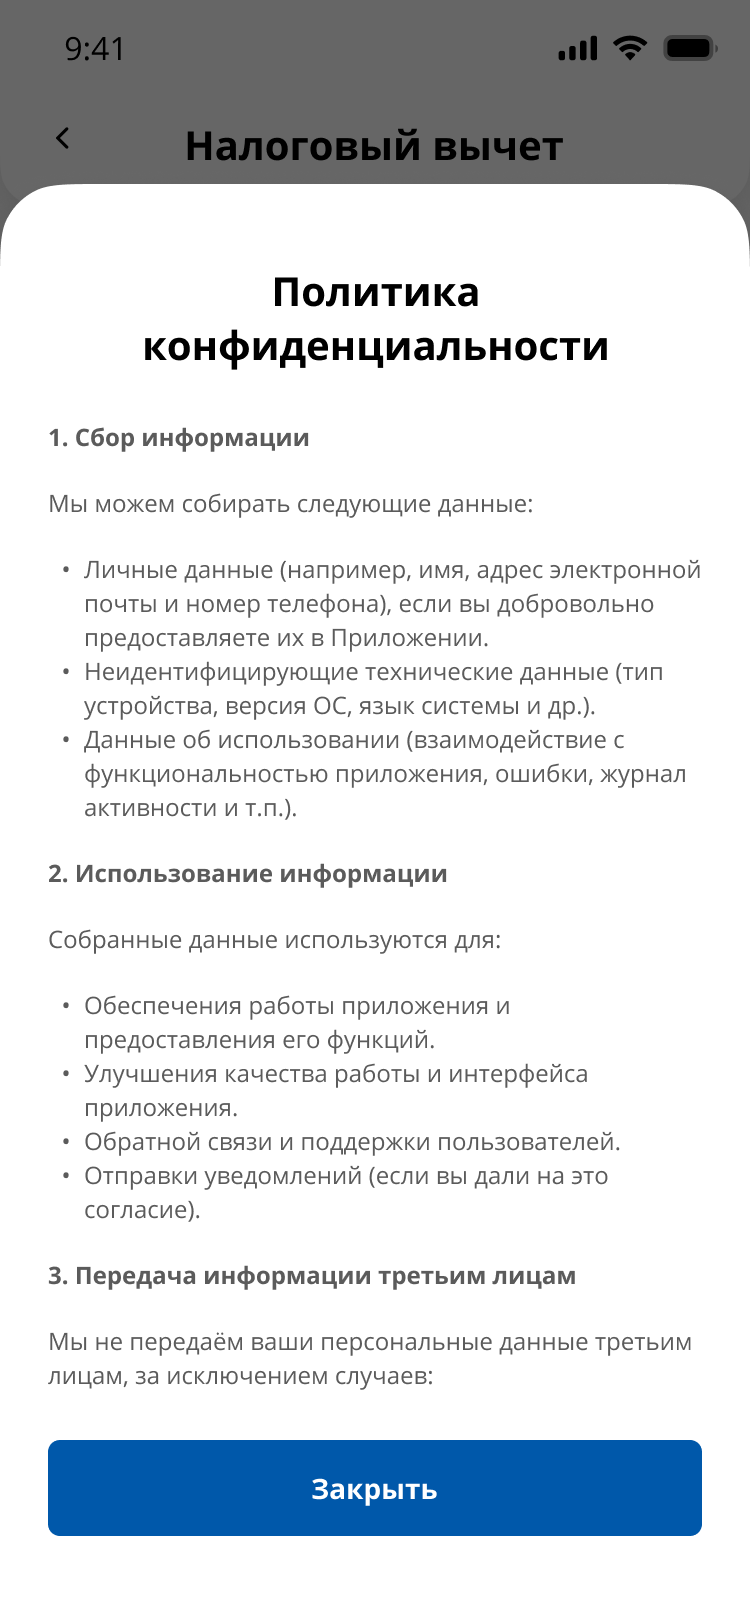 9:41
Налоговый вычет
Политика
конфиденциальности
1. Сбор информации
Мы можем собирать следующие данные:
• Личные данные (например, имя, адрес электронной
почты и номер телефона), если вы добровольно
предоставляете их в Приложении.
• Неидентифицирующие технические данные (тип
устройства, версия ОС, язык системы и др.).
• Данные об использовании (взаимодействие с
функциональностью приложения, ошибки, журнал
активности и т.п.).
2. Использование информации
Собранные данные используются для:
• Обеспечения работы приложения и
предоставления его функций.
• Улучшения качества работы и интерфейса
приложения.
• Обратной связи и поддержки пользователей.
• Отправки уведомлений (если вы дали на это
согласие).
3. Передача информации третьим лицам
Мы не передаём ваши персональные данные третьим
лицам, за исключением случаев:
Закрыть